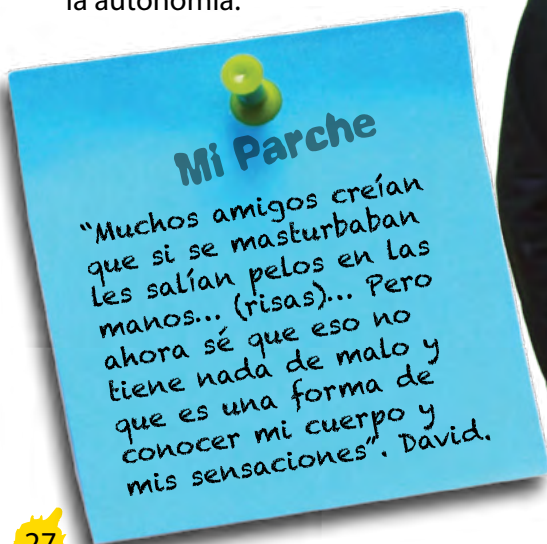 la autonomía.
Mi Parche
"Muchos amigos creían
que si se masturbaban
les salían pelos en las
manos... (risas)... Pero
ahora sé que eso no
tiene nada de malo y
que es una forma de
conocer mi cuerpo y
mis sensaciones". David.
27